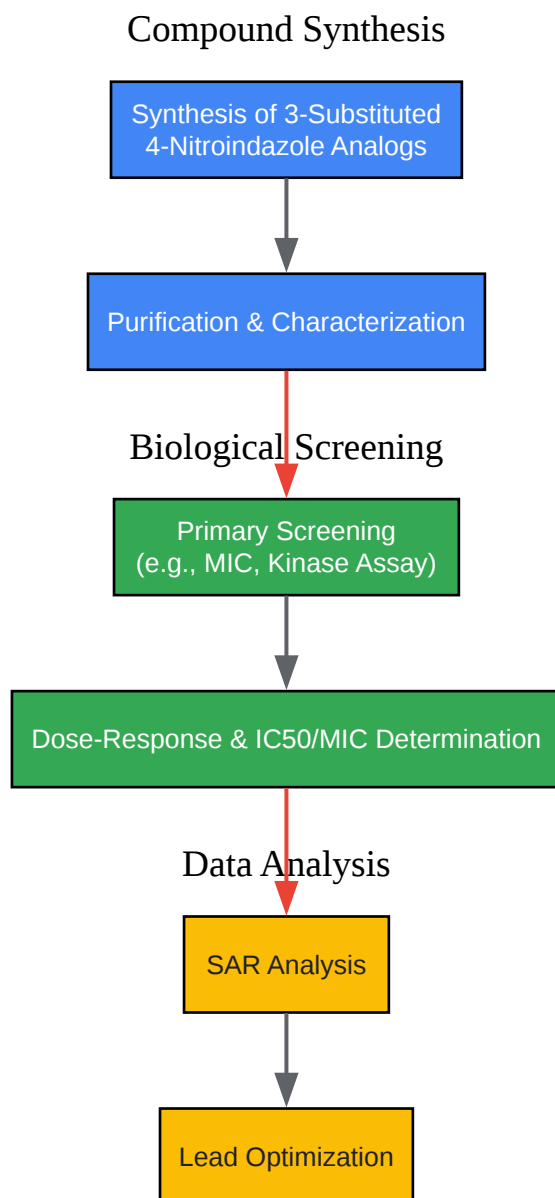 Compound Synthesis
Synthesis of 3-Substituted
4-Nitroindazole Analogs
Purification & Characterization
Biological Screening
Primary Screening
(e.g., MIC, Kinase Assay)
Dose-Response & IC50/MIC Determination
Data Analysis
SAR Analysis
Lead Optimization